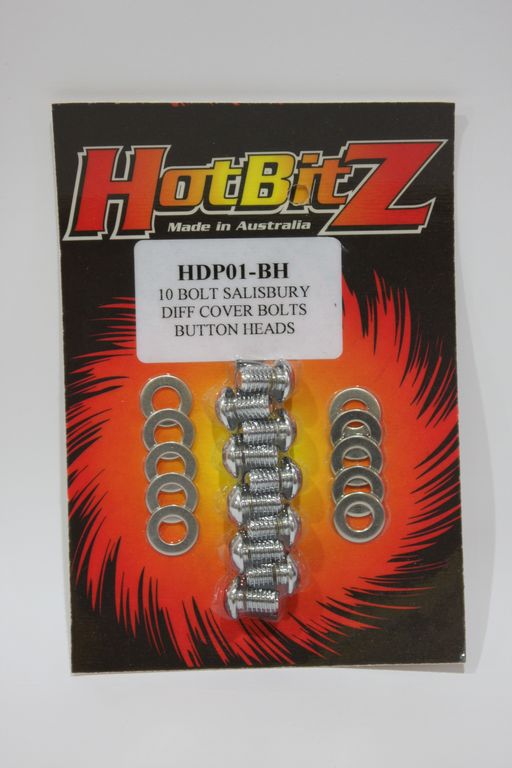 HotBitZ
Made in Australia
HDP01-BH
10 BOLT SALISBURY
DIFF COVER BOLTS
BUTTON HEADS